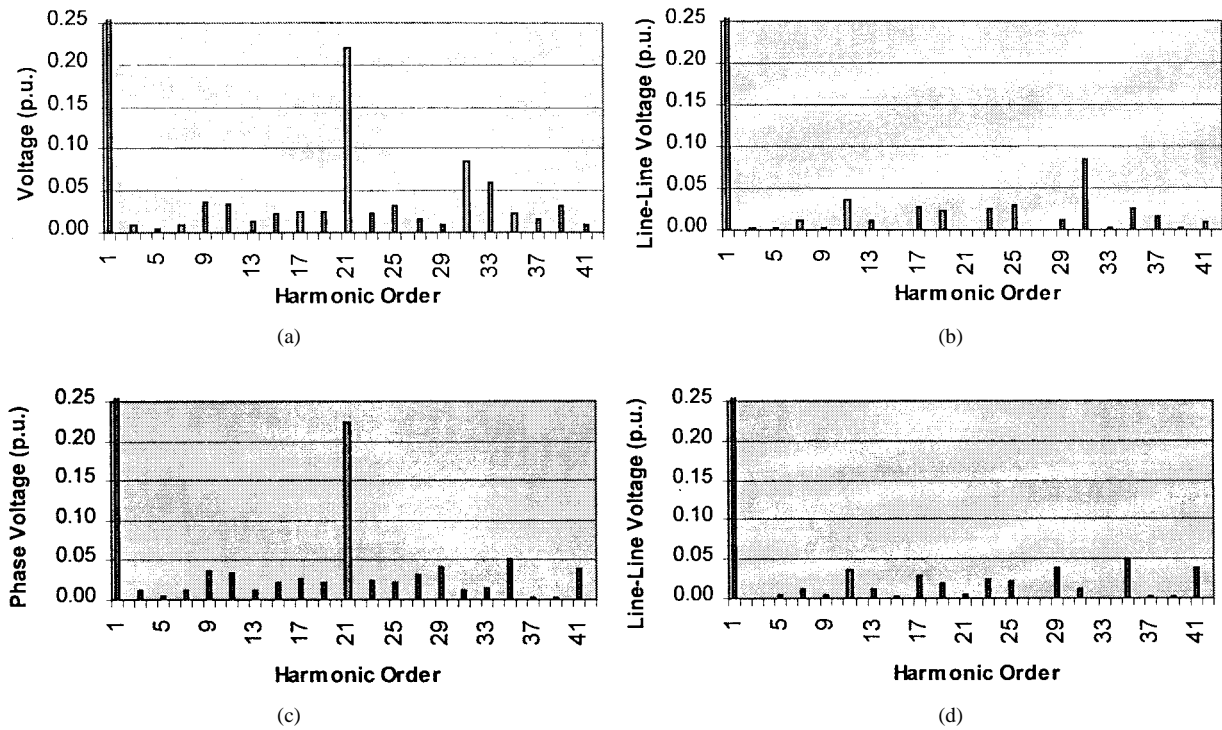 0.25
0.20
0.15
0.10
0.05
0.00
Voltage (p.u.)
1 5 9 13 17 21 25 29 33 37 41
Harmonic Order
(a)
0.25
0.20
0.15
0.10
0.05
0.00
Line-Line Voltage (p.u.)
1 5 9 13 17 21 25 29 33 37 41
Harmonic Order
(b)
0.25
0.20
0.15
0.10
0.05
0.00
Phase Voltage (p.u.)
1 5 9 13 17 21 25 29 33 37 41
Harmonic Order
(c)
0.25
0.20
0.15
0.10
0.05
0.00
Line-Line Voltage (p.u.)
1 5 9 13 17 21 25 29 33 37 41
Harmonic Order
(d)